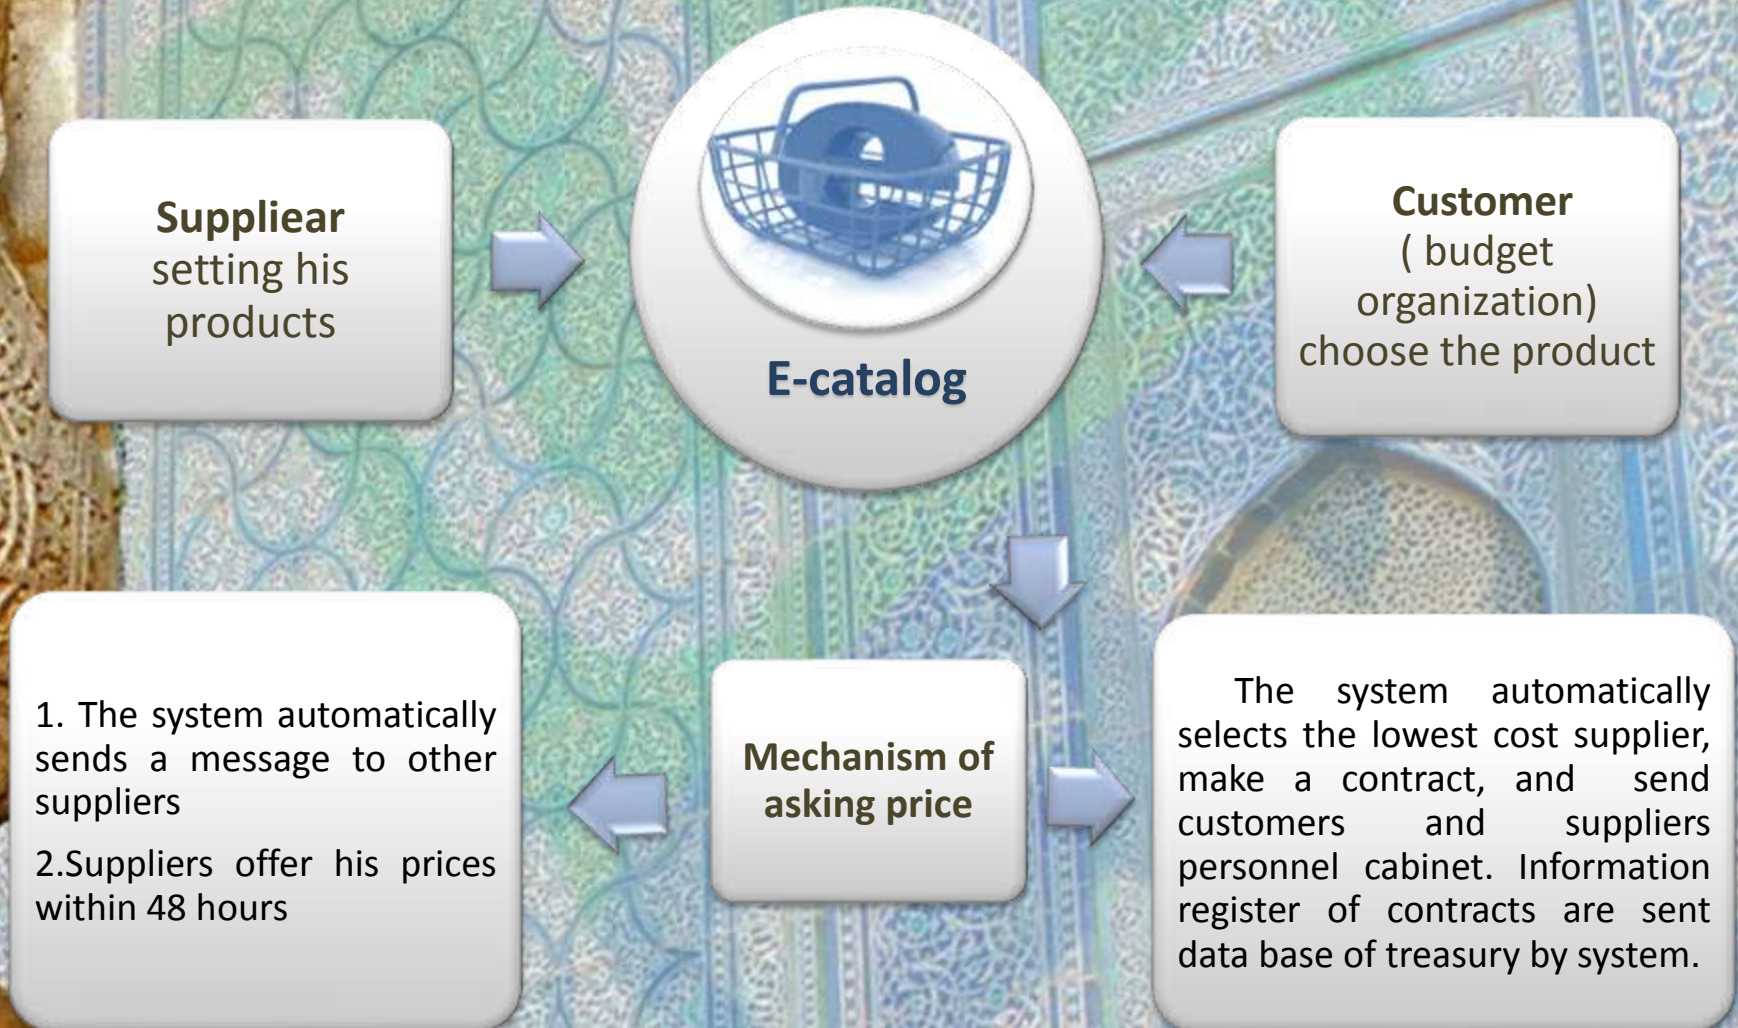 Suppliear
setting his
products
E-catalog
Customer
( budget
organization)
choose the product
1. The system automatically
sends a message to other
suppliers
2.Suppliers offer his prices
within 48 hours
Mechanism of
asking price
The system automatically
selects the lowest cost supplier,
make a contract, and send
customers and suppliers
personnel cabinet. Information
register of contracts are sent
data base of treasury by system.